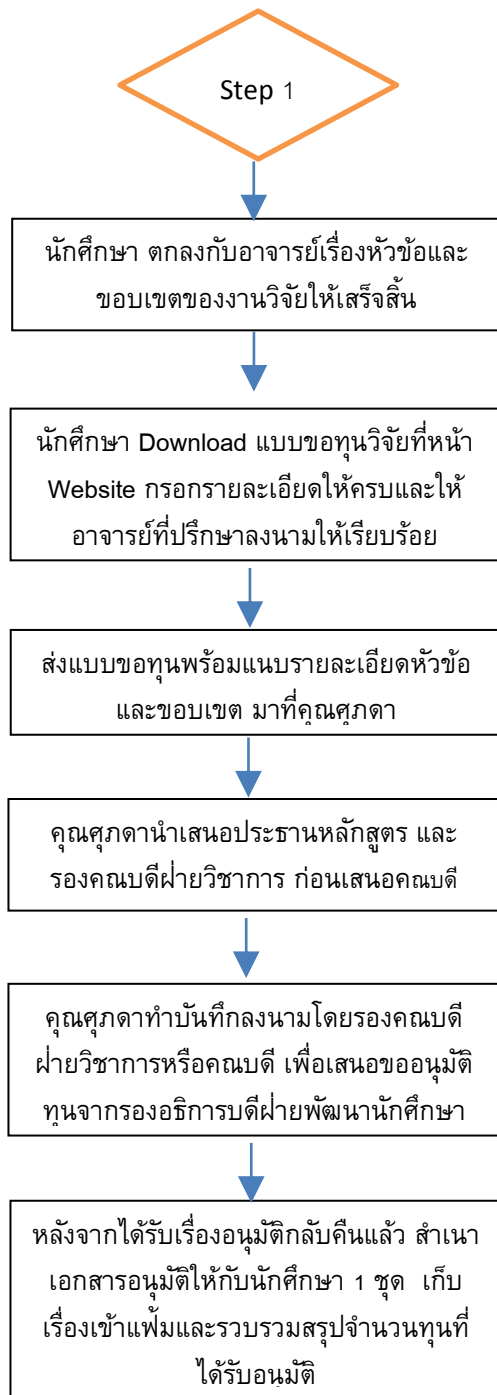 Step 1
นักศึกษา ตกลงกับอาจารย์เรื่องหัวข้อและ
ขอบเขตของงานวิจัยให้เสร็จสิ้น
นักศึกษา Download แบบขอทุนวิจัยที่หน้า
Website กรอกรายละเอียดให้ครบและให้
อาจารย์ที่ปรึกษาลงนามให้เรียบร้อย
ส่งแบบขอทุนพร้อมแนบรายละเอียดหัวข้อ
และขอบเขต มาที่คุณศุภดา
คุณศุภดานำเสนอประธานหลักสูตร และ
รองคณบดีฝ่ายวิชาการ ก่อนเสนอคณบดี
คุณศุภดาทำบันทึกลงนามโดยรองคณบดี
ฝ่ายวิชาการหรือคณบดี เพื่อเสนอขออนุมัติ
ทุนจากรองอธิการบดีฝ่ายพัฒนานักศึกษา
หลังจากได้รับเรื่องอนุมัติกลับคืนแล้ว สำเนา
เอกสารอนุมัติให้กับนักศึกษา 1 ชุด เก็บ
เรื่องเข้าแฟ้มและรวบรวมสรุปจำนวนทุนที่
ได้รับอนุมัติ